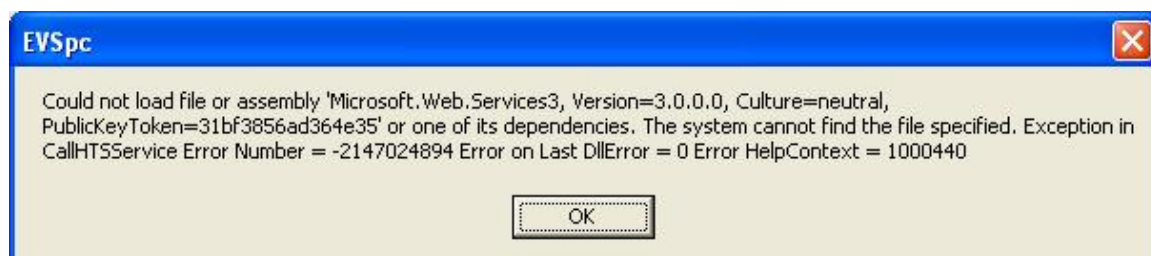 EVSpc
Could not load file or assembly 'Microsoft.Web.Services3, Version=3.0.0.0, Culture=neutral,
PublicKeyToken=31bf3856ad364e35' or one of its dependencies. The system cannot find the file specified. Exception in
CallHTSService Error Number = -2147024894 Error on Last DllError = 0 Error HelpContext = 1000440
OK